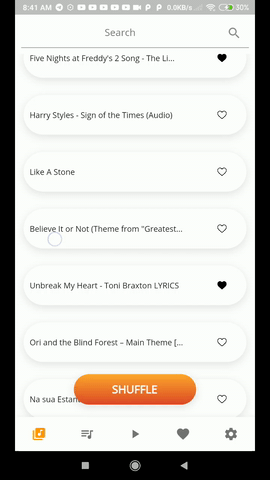 8:41 AM
0.0KB/s
30%
Search
Five Nights at Freddy's 2 Song - The Li...
Harry Styles - Sign of the Times (Audio)
Like A Stone
Believe It or Not (Theme from "Greatest...
Unbreak My Heart - Toni Braxton LYRICS
Ori and the Blind Forest – Main Theme [...
Na sua Estan
SHUFFLE